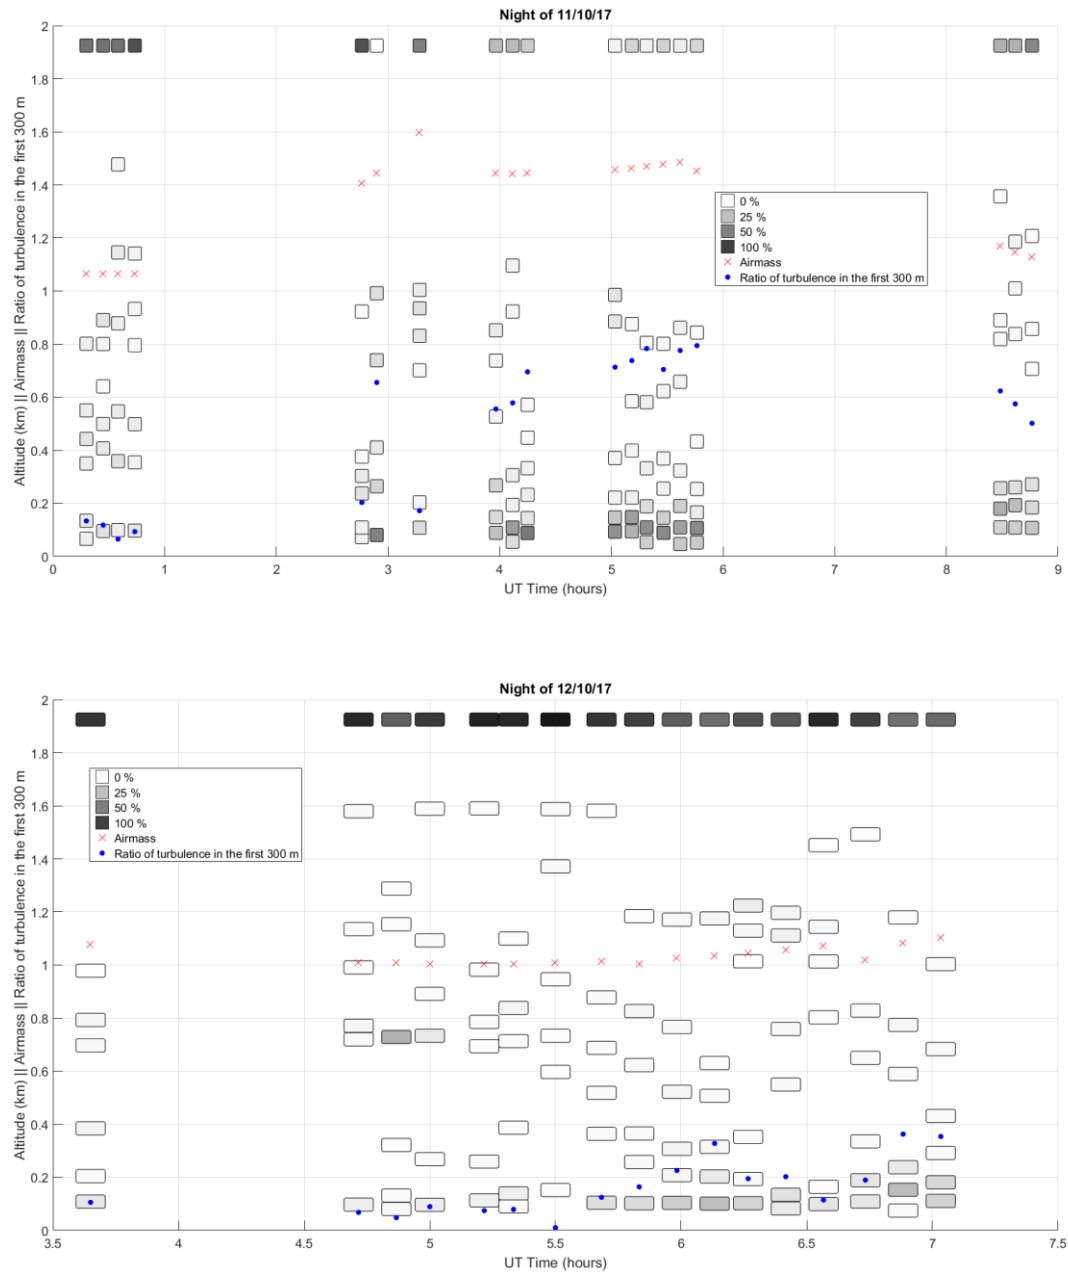 Night of 11/10/17
Altitude (km) || Airmass || Ratio of turbulence in the first 300 m
2
1.8
1.6
1.4
1.2
1
0.8
0.6
0.4
0.2
0
0 %
25 %
50 %
100 %
Airmass
Ratio of turbulence in the first 300 m
0 1 2 3 4 5 6 7 8 9
UT Time (hours)
Night of 12/10/17
Altitude (km) || Airmass || Ratio of turbulence in the first 300 m
2
1.8
1.6
1.4
1.2
1
0.8
0.6
0.4
0.2
0
0 %
25 %
50 %
100 %
Airmass
Ratio of turbulence in the first 300 m
3.5 4 4.5 5 5.5 6 6.5 7 7.5
UT Time (hours)